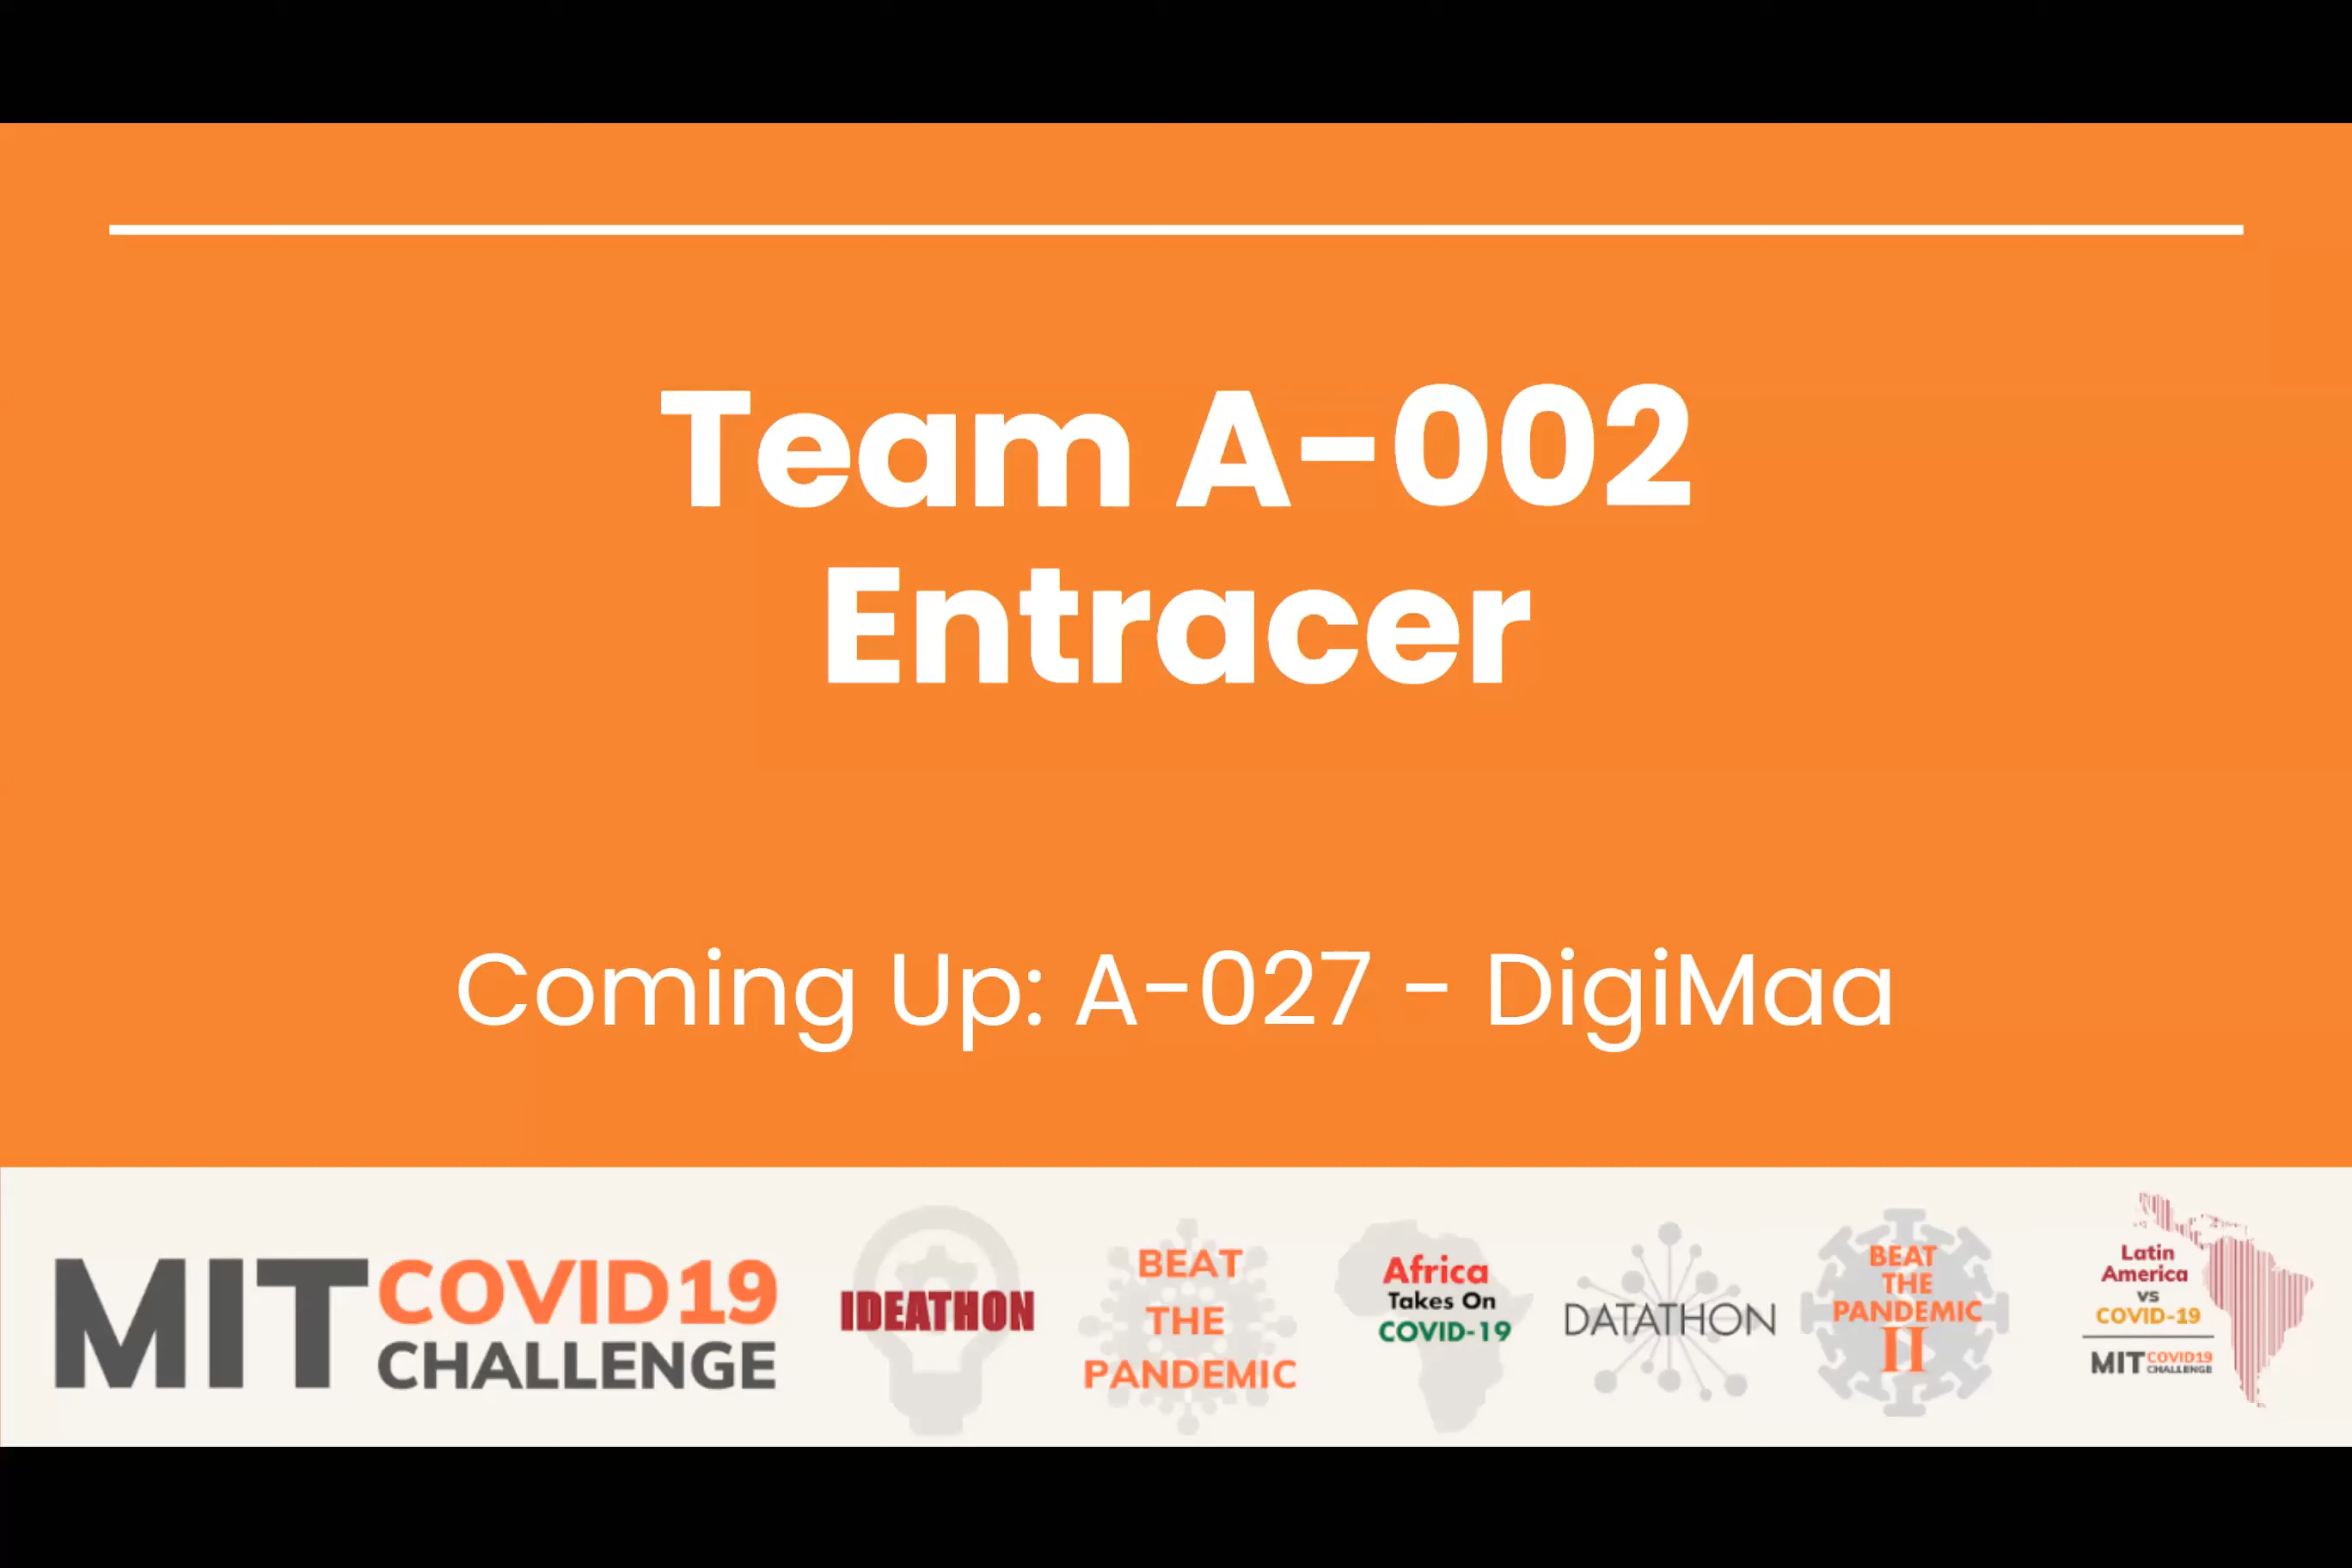 Team A-002
Entracer
Coming Up: A-027 - DigiMaa
MIT COVID19
CHALLENGE
IDEATHON
BEAT
THE
PANDEMIC
Africa
Takes On
COVID-19
DATATHON
BEAT
THE
PANDEMIC
II
Latin
America
vs
COVID-19
MIT COVID19
CHALLENGE